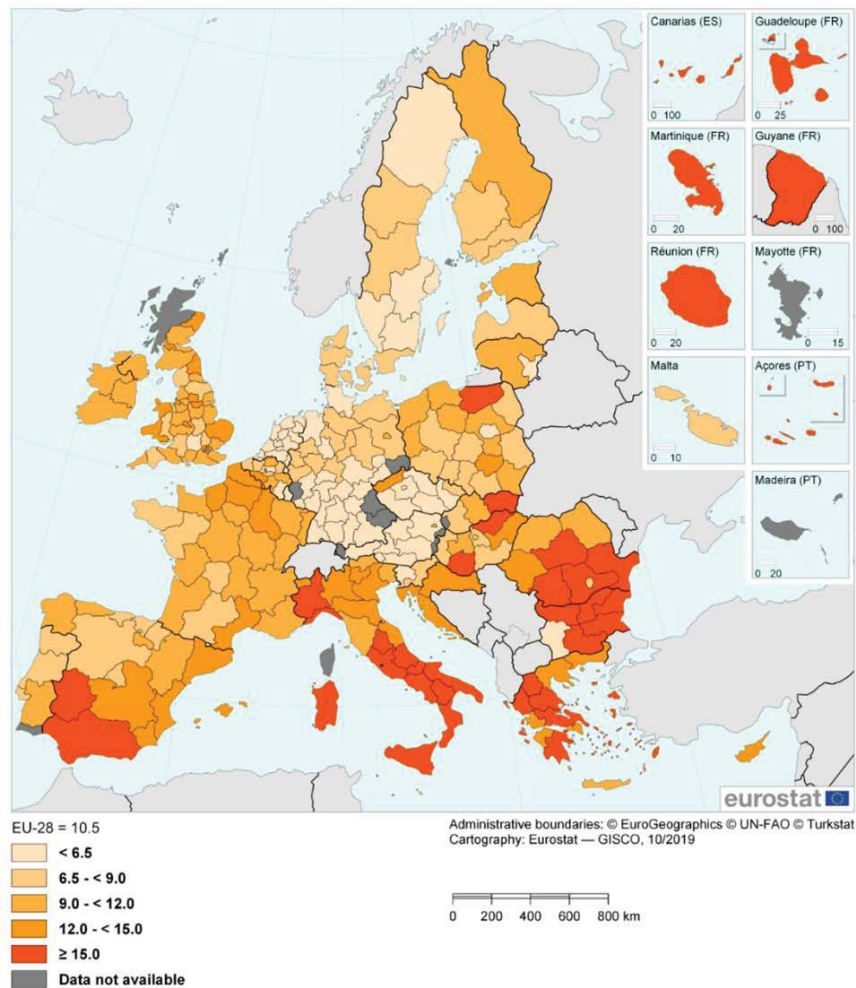 Canarias (ES)
0 100
Guadeloupe (FR)
0 25
Martinique (FR)
0 20
Guyane (FR)
0 100
Réunion (FR)
0 20
Mayotte (FR)
0 15
Malta
0 10
Açores (PT)
Madeira (PT)
0 20
eurostat
EU-28 = 10.5
< 6.5
6.5 - < 9.0
9.0 - < 12.0
12.0 - < 15.0
≥ 15.0
Data not available
Administrative boundaries: © EuroGeographics © UN-FAO © Turkstat
Cartography: Eurostat — GISCO, 10/2019
0 200 400 600 800 km